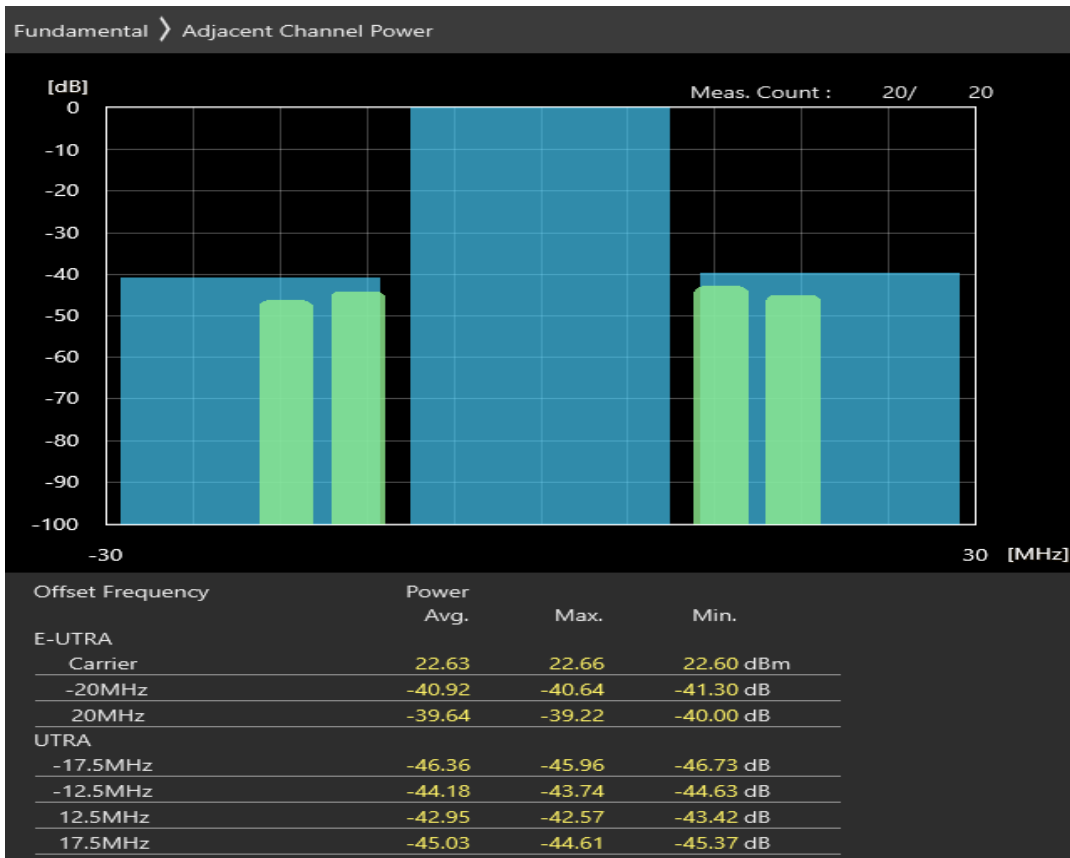 Fundamental 〉 Adjacent Channel Power
[dB]
Meas. Count : 20/ 20
0
-10
-20
-30
-40
-50
-60
-70
-80
-90
-100
-30 30 [MHz]
Offset Frequency Power
Avg. Max. Min.
E-UTRA
Carrier 22.63 22.66 22.60 dBm
-20MHz -40.92 -40.64 -41.30 dB
20MHz -39.64 -39.22 -40.00 dB
UTRA
-17.5MHz -46.36 -45.96 -46.73 dB
-12.5MHz -44.18 -43.74 -44.63 dB
12.5MHz -42.95 -42.57 -43.42 dB
17.5MHz -45.03 -44.61 -45.37 dB